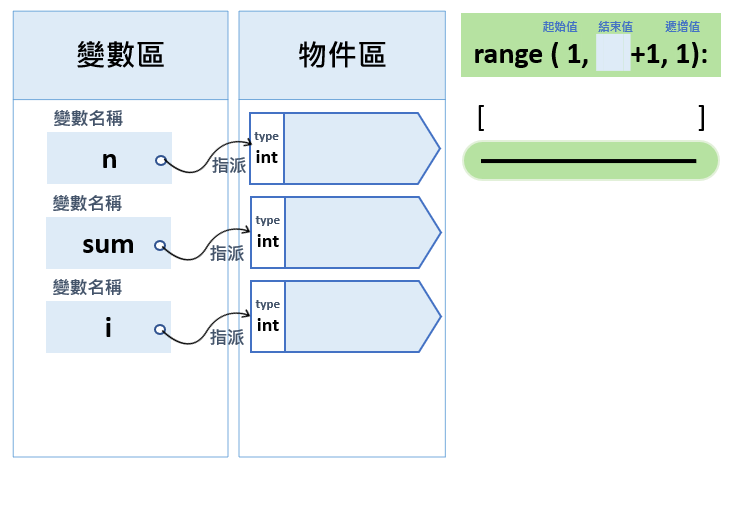 變數區
物件區
起始值 結束值 遞增值
range ( 1, +1, 1):
[ ]
變數名稱
n
指派
type
int
變數名稱
sum
指派
type
int
變數名稱
i
指派
type
int